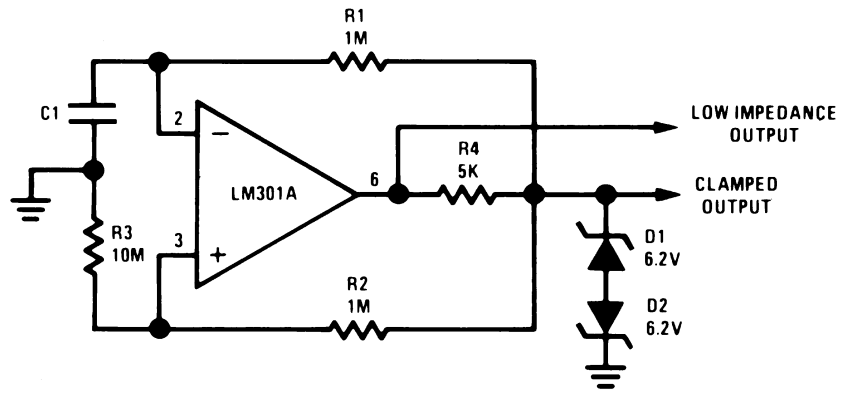 R1
1M
C1
2
−
LOW IMPEDANCE
OUTPUT
R4
5K
LM301A
6
CLAMPED
OUTPUT
R3
10M
3
+
D1
6.2V
R2
1M
D2
6.2V